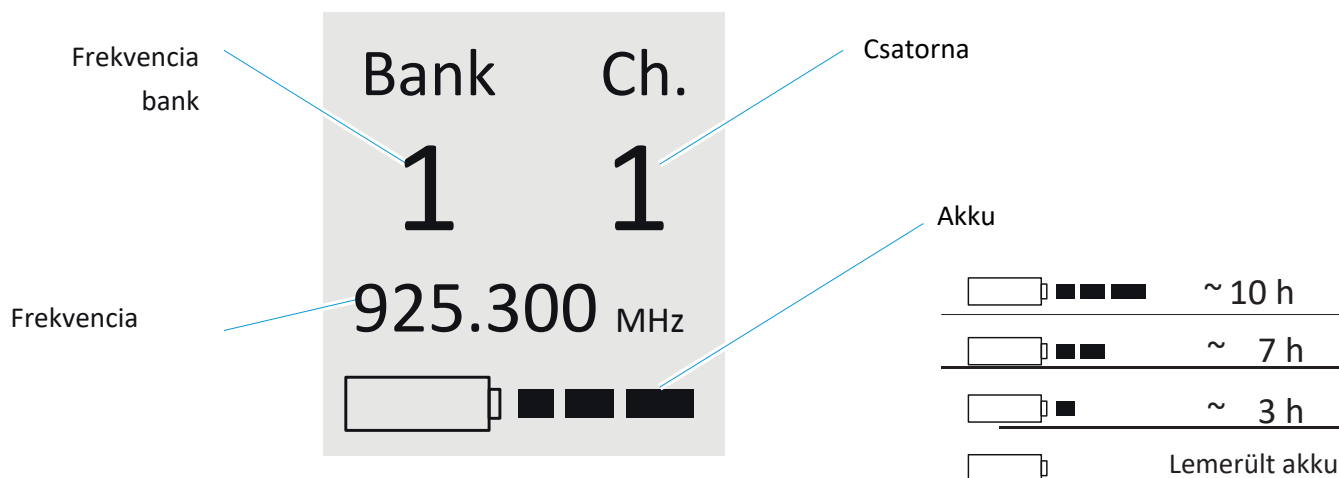 Frekvencia
bank
Bank Ch.
Csatorna
1 1
Akku
Frekvencia
925.300 MHz
~ 10 h
~ 7 h
~ 3 h
Lemerült akku